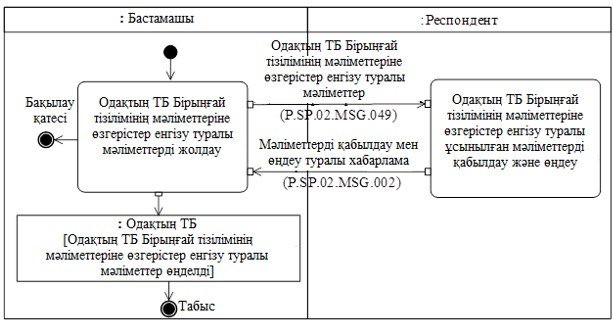 : Бастамашы
:Респондент
Одақтың ТБ Бірыңғай
тізілімінің мәліметтеріне
өзгерістер енгізу туралы
мәліметтер
(P.SP.02.MSG.049)
Бақылау
қатесі
Одақтың ТБ Бірыңғай
тізілімінің мәліметтеріне
өзгерістер енгізу туралы
мәліметтерді жолдау
Одақтың ТБ Бірыңғай
тізілімінің мәліметтеріне
өзгерістер енгізу туралы
ұсынылған мәліметтерді
қабылдау және өңдеу
Мәліметтерді қабылдау мен
өңдеу туралы хабарлама
(P.SP.02.MSG.002)
: Одақтың ТБ
[Одақтың ТБ Бірыңғай тізілімінің
мәліметтеріне өзгерістер енгізу туралы
мәліметтер өңделді]
Табыс